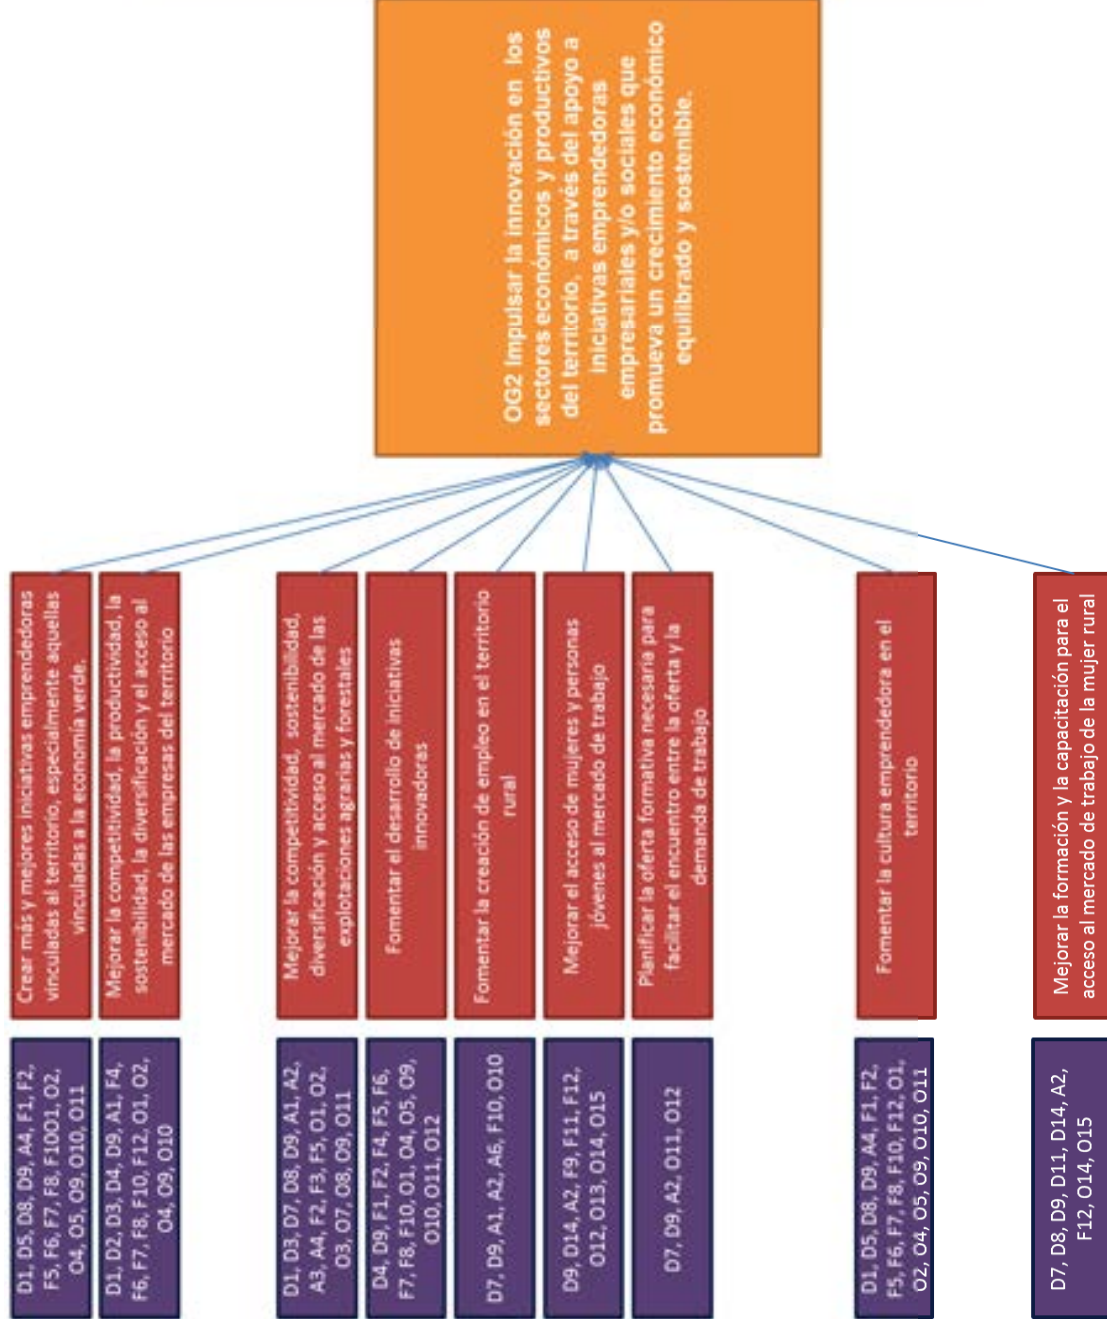 OG2 Impulsar la innovación en los
sectores económicos y productivos
del territorio, a través del apoyo a
iniciativas emprendedoras
empresariales y/o sociales que
promueva un crecimiento económico
equilibrado y sostenible.
Crear más y mejores iniciativas emprendedoras
vinculadas al territorio, especialmente aquellas
vinculadas a la economía verde.
Mejorar la competitividad, la productividad, la
sostenibilidad, la diversificación y el acceso al
mercado de las empresas del territorio
Mejorar la competitividad, sostenibilidad,
diversificación y acceso al mercado de las
explotaciones agrarias y forestales
Fomentar el desarrollo de iniciativas
innovadoras
Fomentar la creación de empleo en el territorio
rural
Mejorar el acceso de mujeres y personas
jóvenes al mercado de trabajo
Planificar la oferta formativa necesaria para
facilitar el encuentro entre la oferta y la
demanda de trabajo
Fomentar la cultura emprendedora en el
territorio
Mejorar la formación y la capacitación para el
acceso al mercado de trabajo de la mujer rural
D1, D5, D8, D9, A4, F1, F2,
F5, F6, F7, F8, F10O1, O2,
O4, O5, O9, O10, O11
D1, D2, D3, D4, D9, A1, F4,
F6, F7, F8, F10, F12, O1, O2,
O4, O9, O10
D1, D3, D7, D8, D9, A1, A2,
A3, A4, F2, F3, F5, O1, O2,
O3, O7, O8, O9, O11
D4, D9, F1, F2, F4, F5, F6,
F7, F8, F10, O1, O4, O5, O9,
O10, O11, O12
D7, D9, A1, A2, A6, F10, O10
D9, D14, A2, F9, F11, F12,
O12, O13, O14, O15
D7, D9, A2, O11, O12
D1, D5, D8, D9, A4, F1, F2,
F5, F6, F7, F8, F10, F12, O1,
O2, O4, O5, O9, O10, O11
D7, D8, D9, D11, D14, A2,
F12, O14, O15